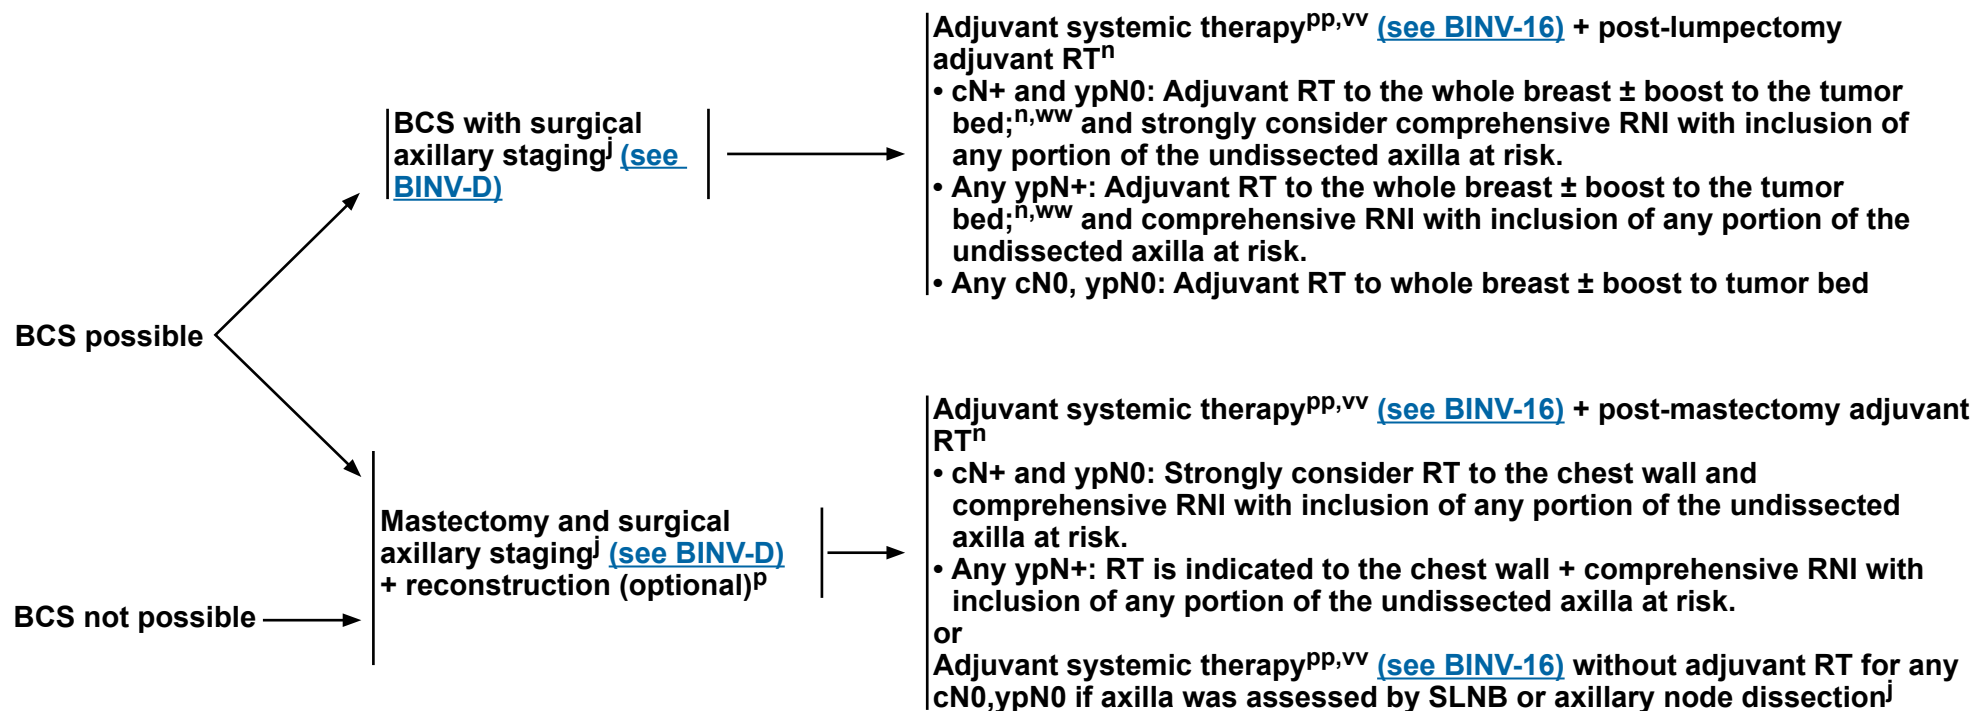 BCS possible
BCS with surgical
axillary stagingj (see
BINV-D)
Adjuvant systemic therapypp,vv (see BINV-16) + post-lumpectomy
adjuvant RTn
• cN+ and ypN0: Adjuvant RT to the whole breast ± boost to the tumor
bed;n,ww and strongly consider comprehensive RNI with inclusion of
any portion of the undissected axilla at risk.
• Any ypN+: Adjuvant RT to the whole breast ± boost to the tumor
bed;n,ww and comprehensive RNI with inclusion of any portion of the
undissected axilla at risk.
• Any cN0, ypN0: Adjuvant RT to whole breast ± boost to tumor bed
BCS not possible
Mastectomy and surgical
axillary stagingj (see BINV-D)
+ reconstruction (optional)p
Adjuvant systemic therapypp,vv (see BINV-16) + post-mastectomy adjuvant
RTn
• cN+ and ypN0: Strongly consider RT to the chest wall and
comprehensive RNI with inclusion of any portion of the undissected
axilla at risk.
• Any ypN+: RT is indicated to the chest wall + comprehensive RNI with
inclusion of any portion of the undissected axilla at risk.
or
Adjuvant systemic therapypp,vv (see BINV-16) without adjuvant RT for any
cN0,ypN0 if axilla was assessed by SLNB or axillary node dissectionj